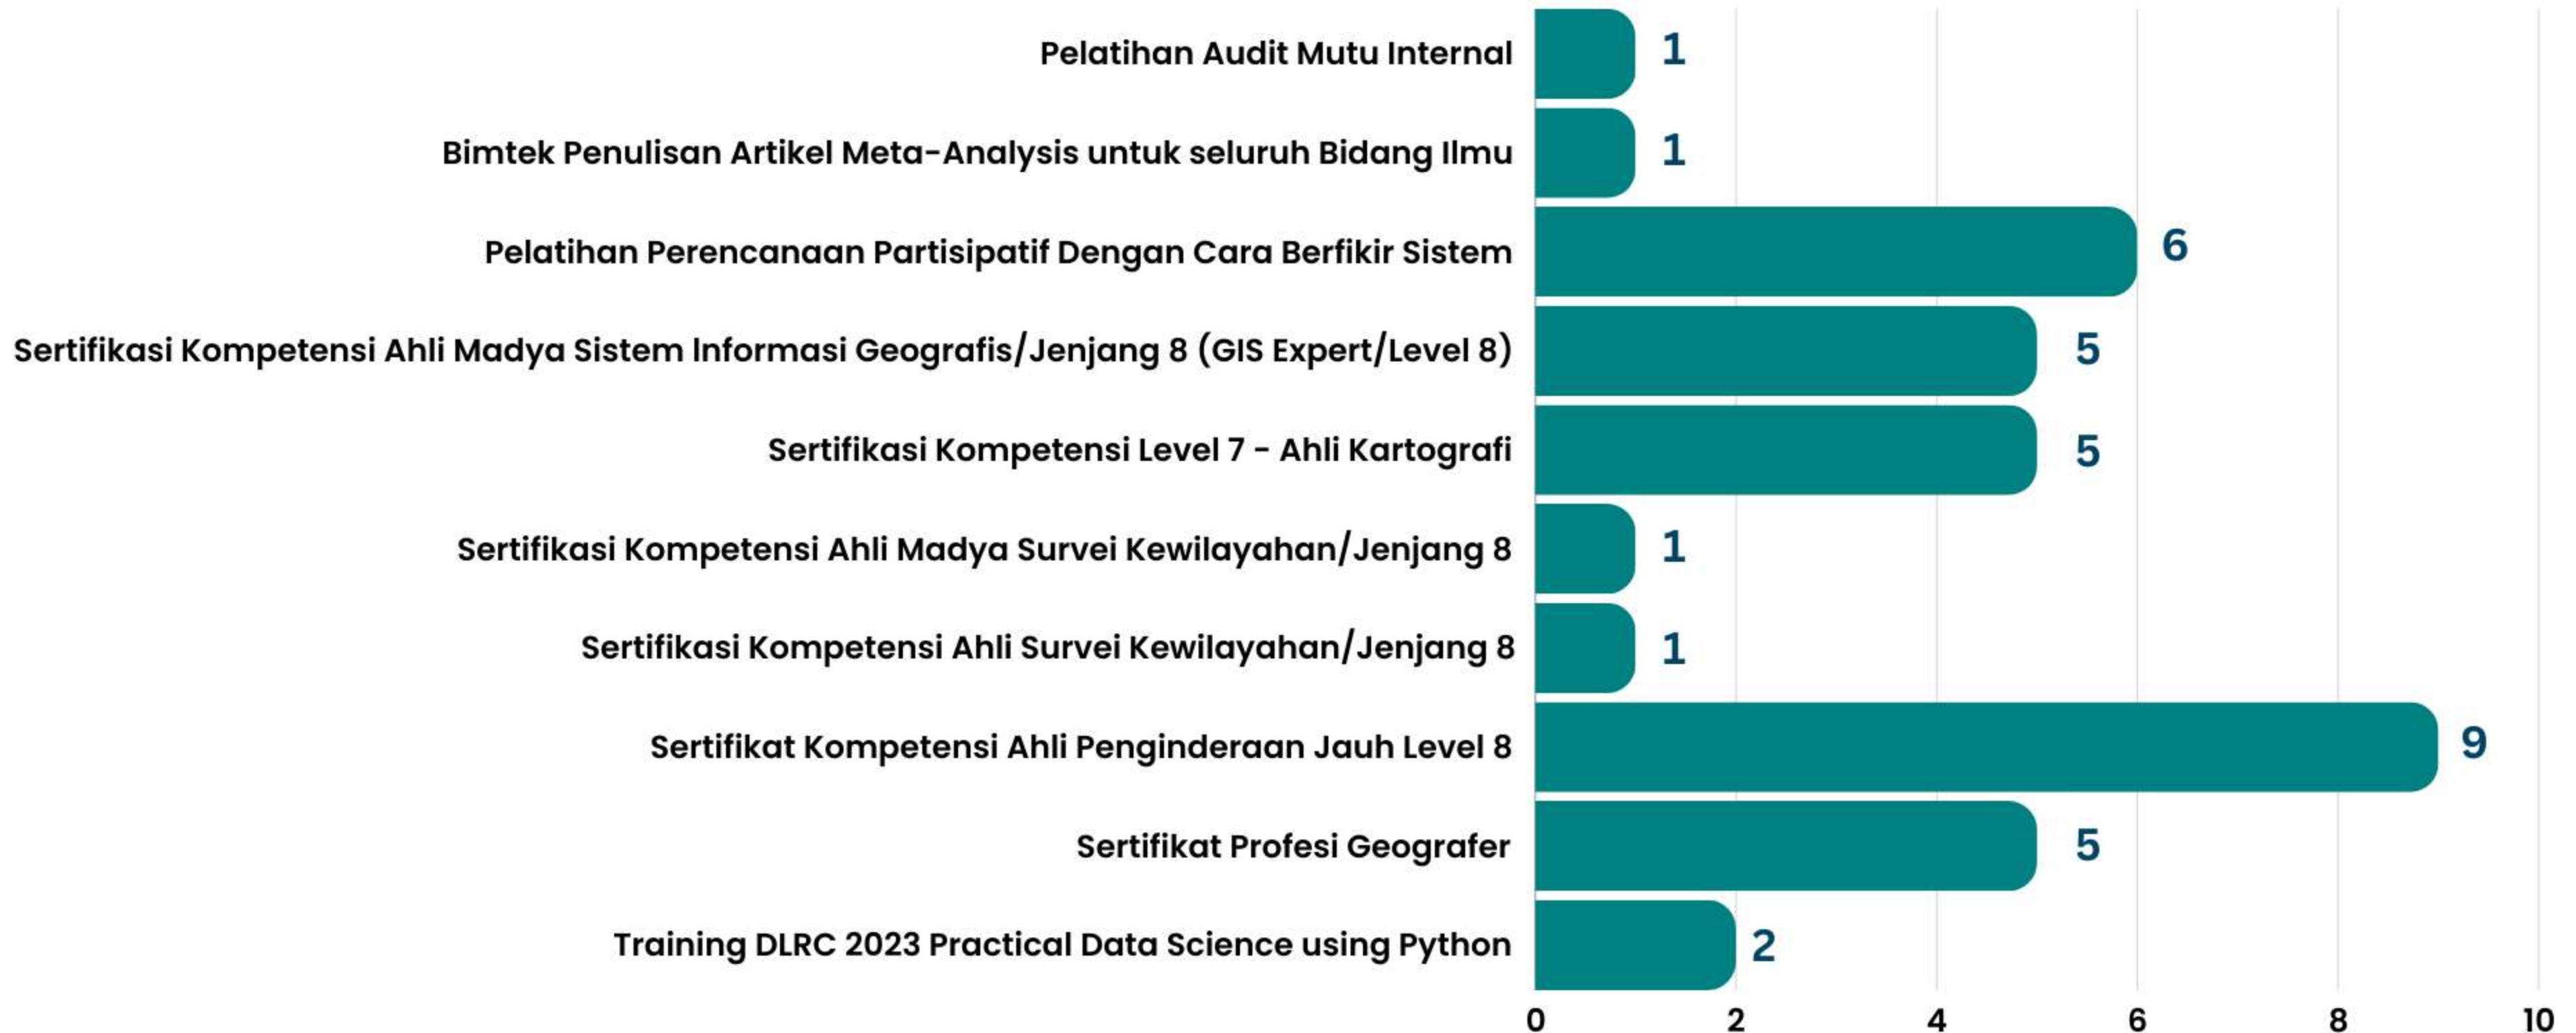 Pelatihan Audit Mutu Internal 1
Bimtek Penulisan Artikel Meta-Analysis untuk seluruh Bidang Ilmu 1
Pelatihan Perencanaan Partisipatif Dengan Cara Berfikir Sistem 6
Sertifikasi Kompetensi Ahli Madya Sistem Informasi Geografis/Jenjang 8 (GIS Expert/Level 8) 5
Sertifikasi Kompetensi Level 7 - Ahli Kartografi 5
Sertifikasi Kompetensi Ahli Madya Survei Kewilayahan/Jenjang 8 1
Sertifikasi Kompetensi Ahli Survei Kewilayahan/Jenjang 8 1
Sertifikat Kompetensi Ahli Penginderaan Jauh Level 8 9
Sertifikat Profesi Geografer 5
Training DLRC 2023 Practical Data Science using Python 2
0 2 4 6 8 10